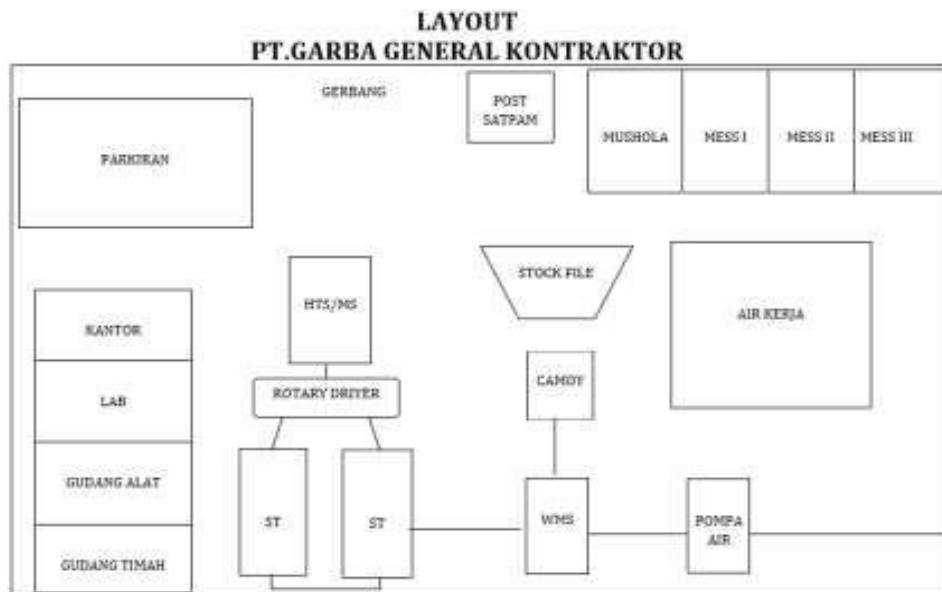 LAYOUT
PT.GARBA GENERAL KONTRAKTOR
GERBANG
POST
SATPAM
MUSHOLA
MESS I
MESS II
MESS III
PARKIRAN
STOCK FILE
HTS/MS
AIR KERJA
KANTOR
ROTARY DRIYER
CAMOY
LAB
GUDANG ALAT
ST
ST
WMS
POMPA
AIR
GUDANG TIMAH